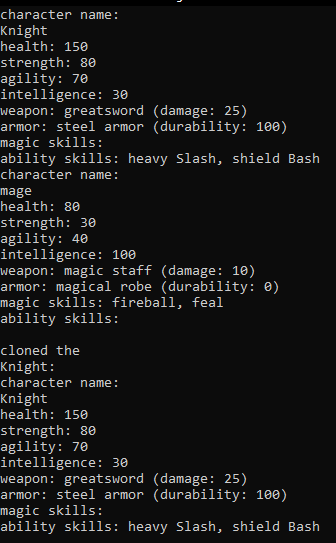 character name:
Knight
health: 150
strength: 80
agility: 70
intelligence: 30
weapon: greatsword (damage: 25)
armor: steel armor (durability: 100)
magic skills:
ability skills: heavy Slash, shield Bash
character name:
mage
health: 80
strength: 30
agility: 40
intelligence: 100
weapon: magic staff (damage: 10)
armor: magical robe (durability: 0)
magic skills: fireball, feal
ability skills:

cloned the
Knight:
character name:
Knight
health: 150
strength: 80
agility: 70
intelligence: 30
weapon: greatsword (damage: 25)
armor: steel armor (durability: 100)
magic skills:
ability skills: heavy Slash, shield Bash